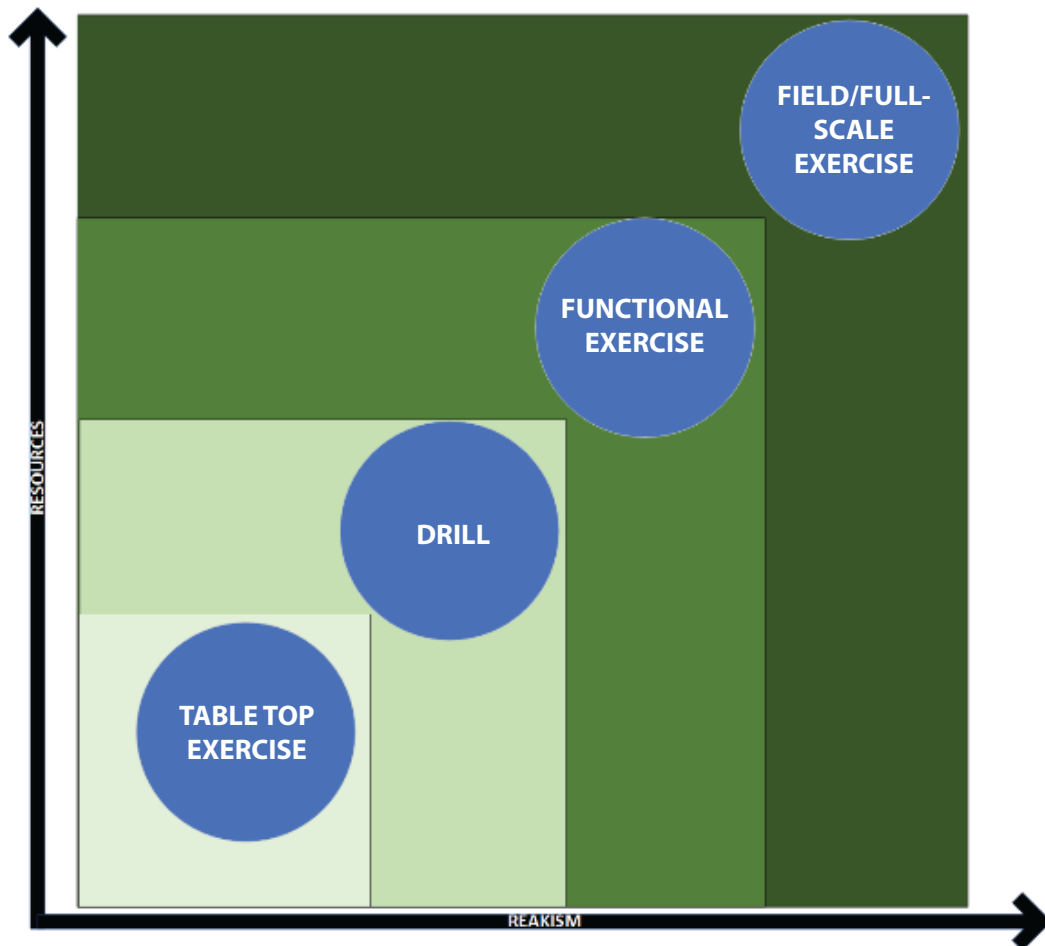 FIELD/FULL-
SCALE
EXERCISE
FUNCTIONAL
EXERCISE
RESOURCES
DRILL
TABLE TOP
EXERCISE
REAKISM